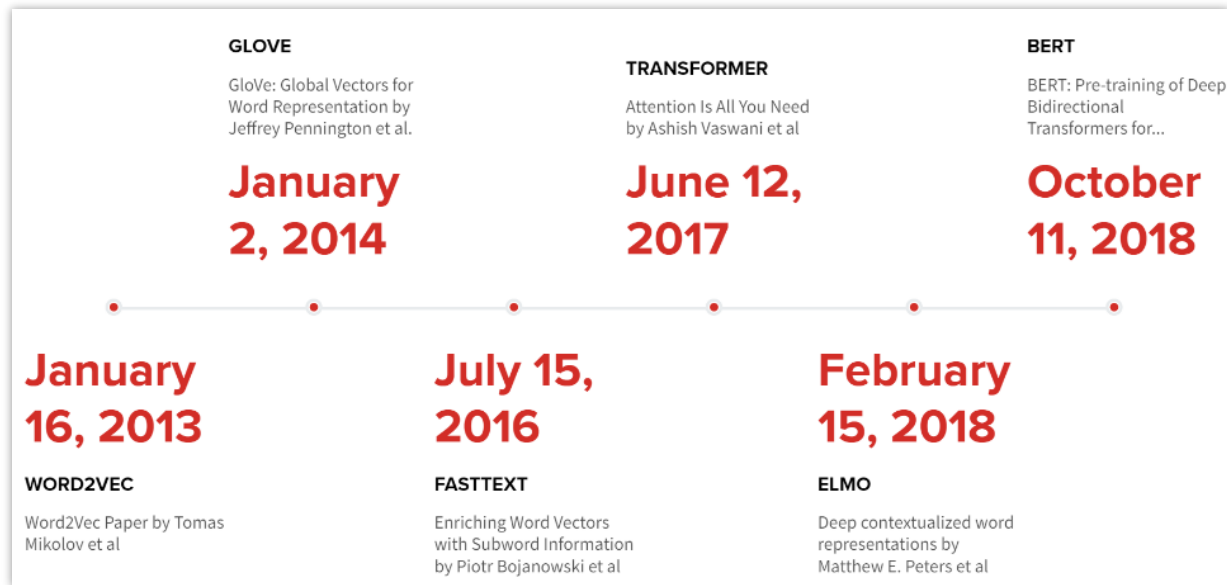 GLOVE
GloVe: Global Vectors for
Word Representation by
Jeffrey Pennington et al.
January
2, 2014
TRANSFORMER
Attention Is All You Need
by Ashish Vaswani et al
June 12,
2017
BERT
BERT: Pre-training of Deep
Bidirectional
Transformers for...
October
11, 2018
January
16, 2013
WORD2VEC
Word2Vec Paper by Tomas
Mikolov et al
July 15,
2016
FASTTEXT
Enriching Word Vectors
with Subword Information
by Piotr Bojanowski et al
February
15, 2018
ELMO
Deep contextualized word
representations by
Matthew E. Peters et al